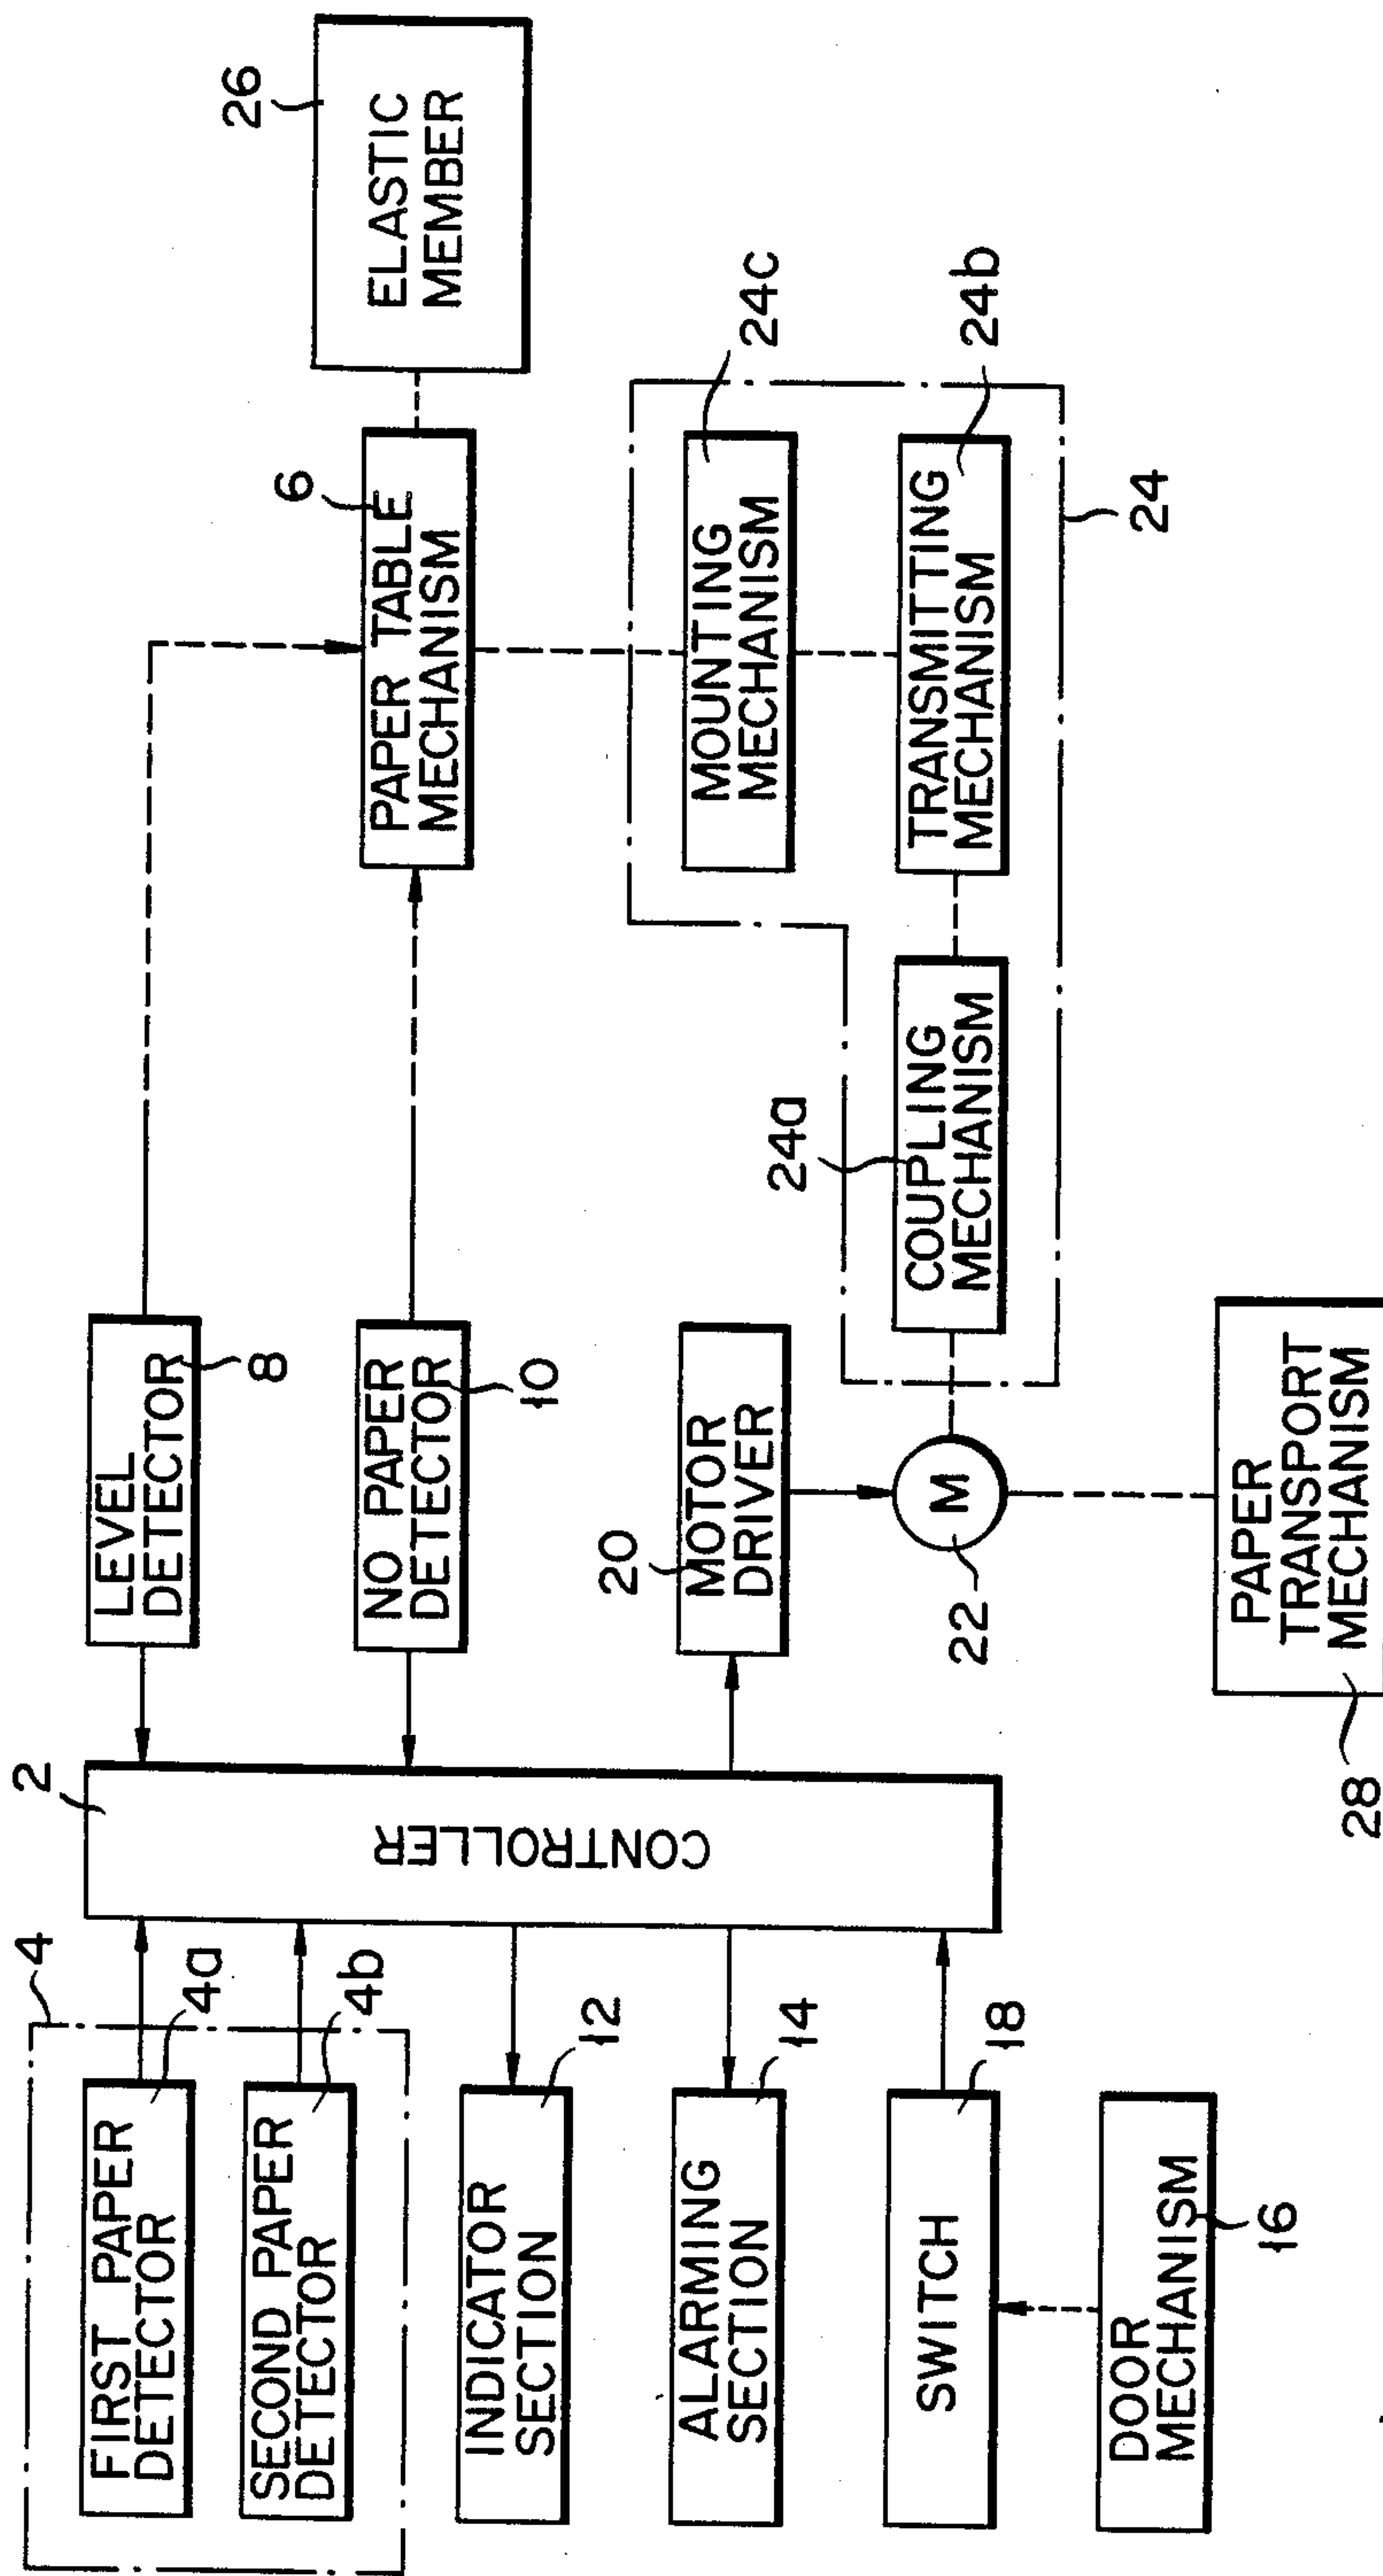 4
FIRST PAPER
DETECTOR
4a
SECOND PAPER
DETECTOR
4b
INDICATOR
SECTION
12
ALARMING
SECTION
14
SWITCH
18
DOOR
MECHANISM
16
2
CONTROLLER
LEVEL
DETECTOR
8
NO PAPER
DETECTOR
10
20
MOTOR
DRIVER
M
22
PAPER
TRANSPORT
MECHANISM
28
6
PAPER TABLE
MECHANISM
26
ELASTIC
MEMBER
MOUNTING
MECHANISM
24c
24a
COUPLING
MECHANISM
TRANSMITTING
MECHANISM
24b
24